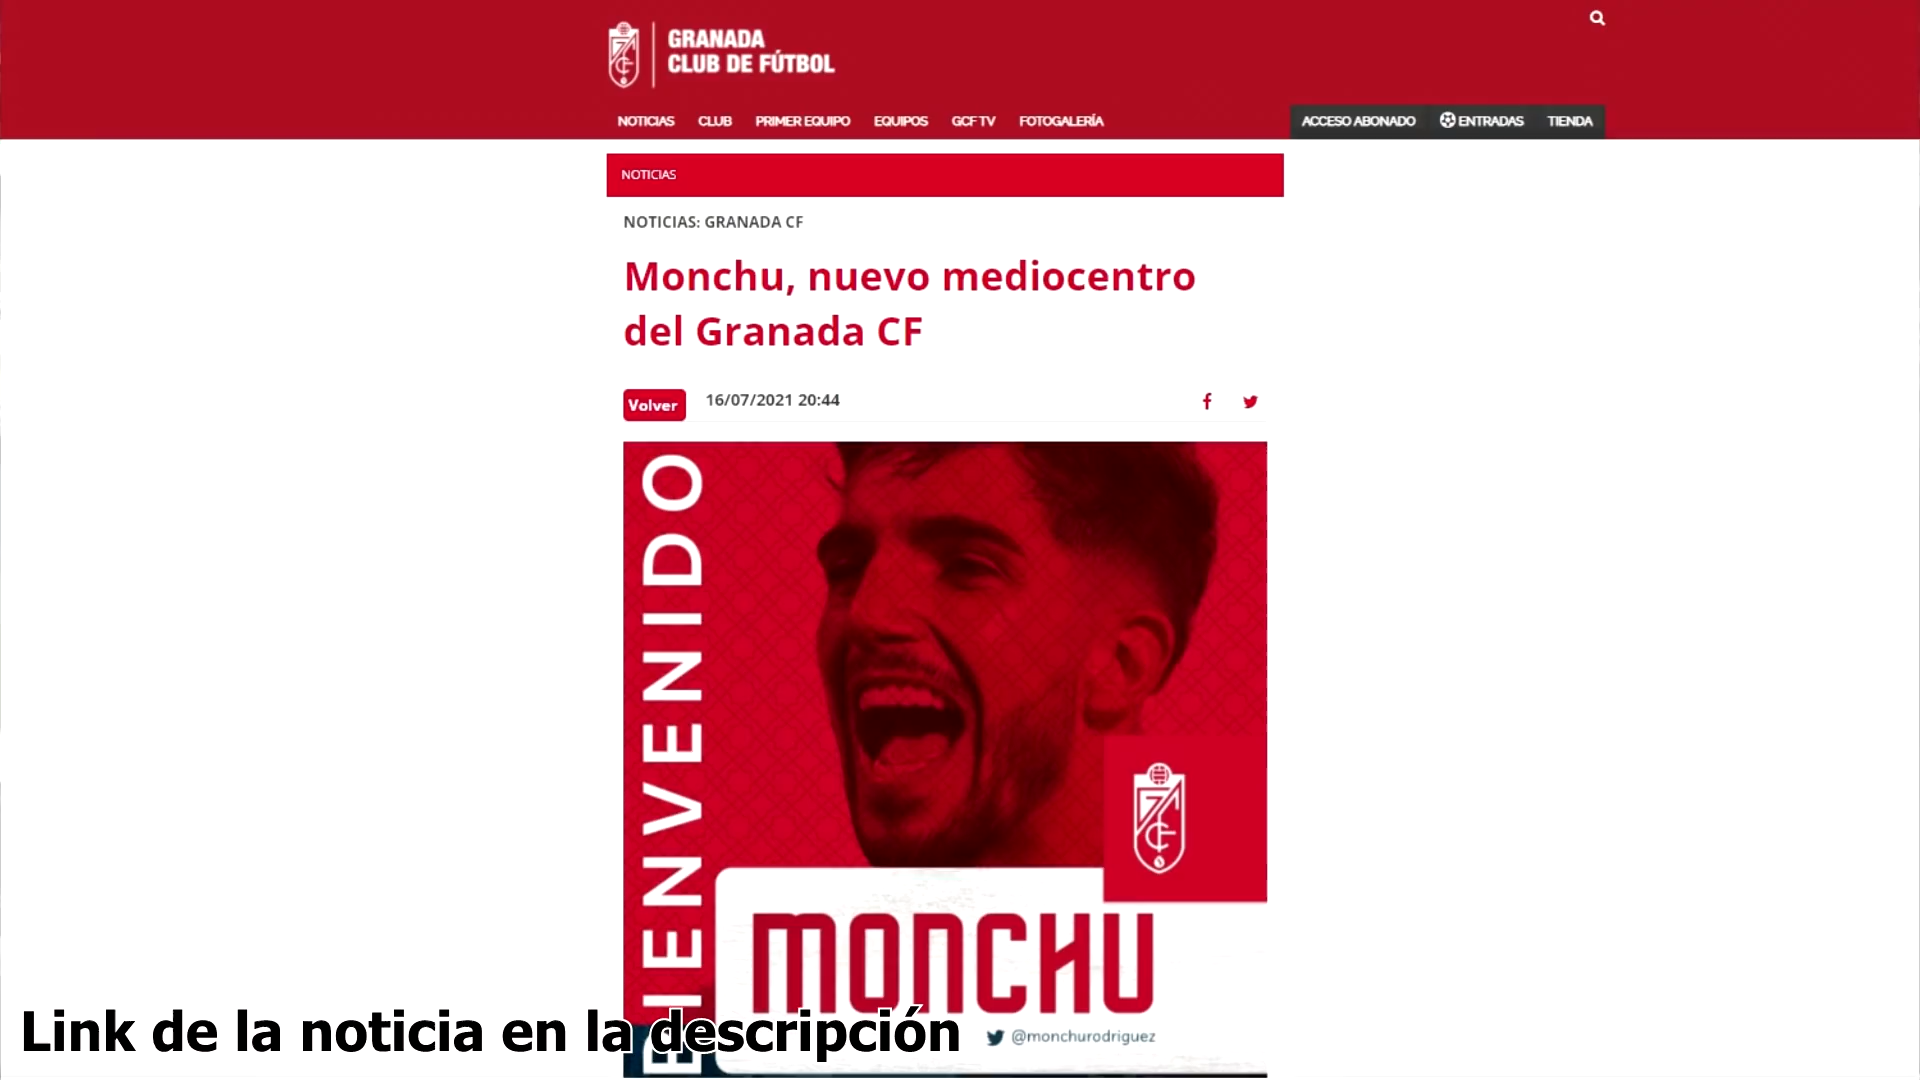 GRANADA
CLUB DE FÚTBOL
NOTICIAS CLUB PRIMER EQUIPO EQUIPOS GCF TV FOTOGALERÍA ACCESO ABONADO ENTRADAS TIENDA
NOTICIAS
NOTICIAS: GRANADA CF
Monchu, nuevo mediocentro
del Granada CF
Volver 16/07/2021 20:44
BIENVENIDO
MONCHU
@monchurodriguez
Link de la noticia en la descripción